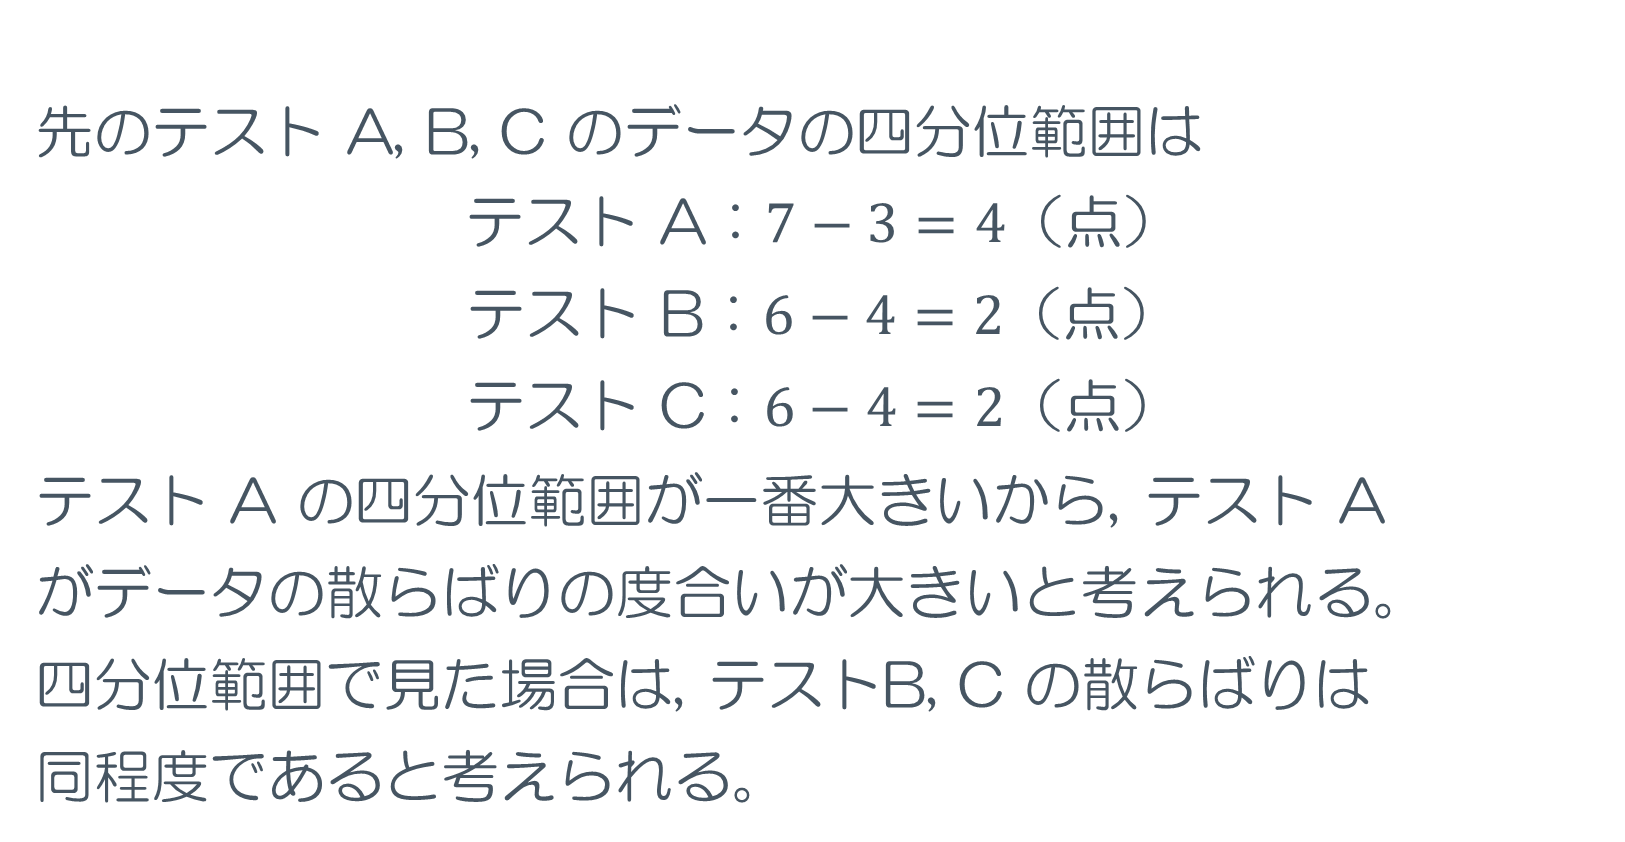 先のテスト A, B, C のデータの四分位範囲は
テスト A：7 − 3 = 4（点）
テスト B：6 − 4 = 2（点）
テスト C：6 − 4 = 2（点）
テスト A の四分位範囲が一番大きいから, テスト A
がデータの散らばりの度合いが大きいと考えられる。
四分位範囲で見た場合は, テストB, C の散らばりは
同程度であると考えられる。